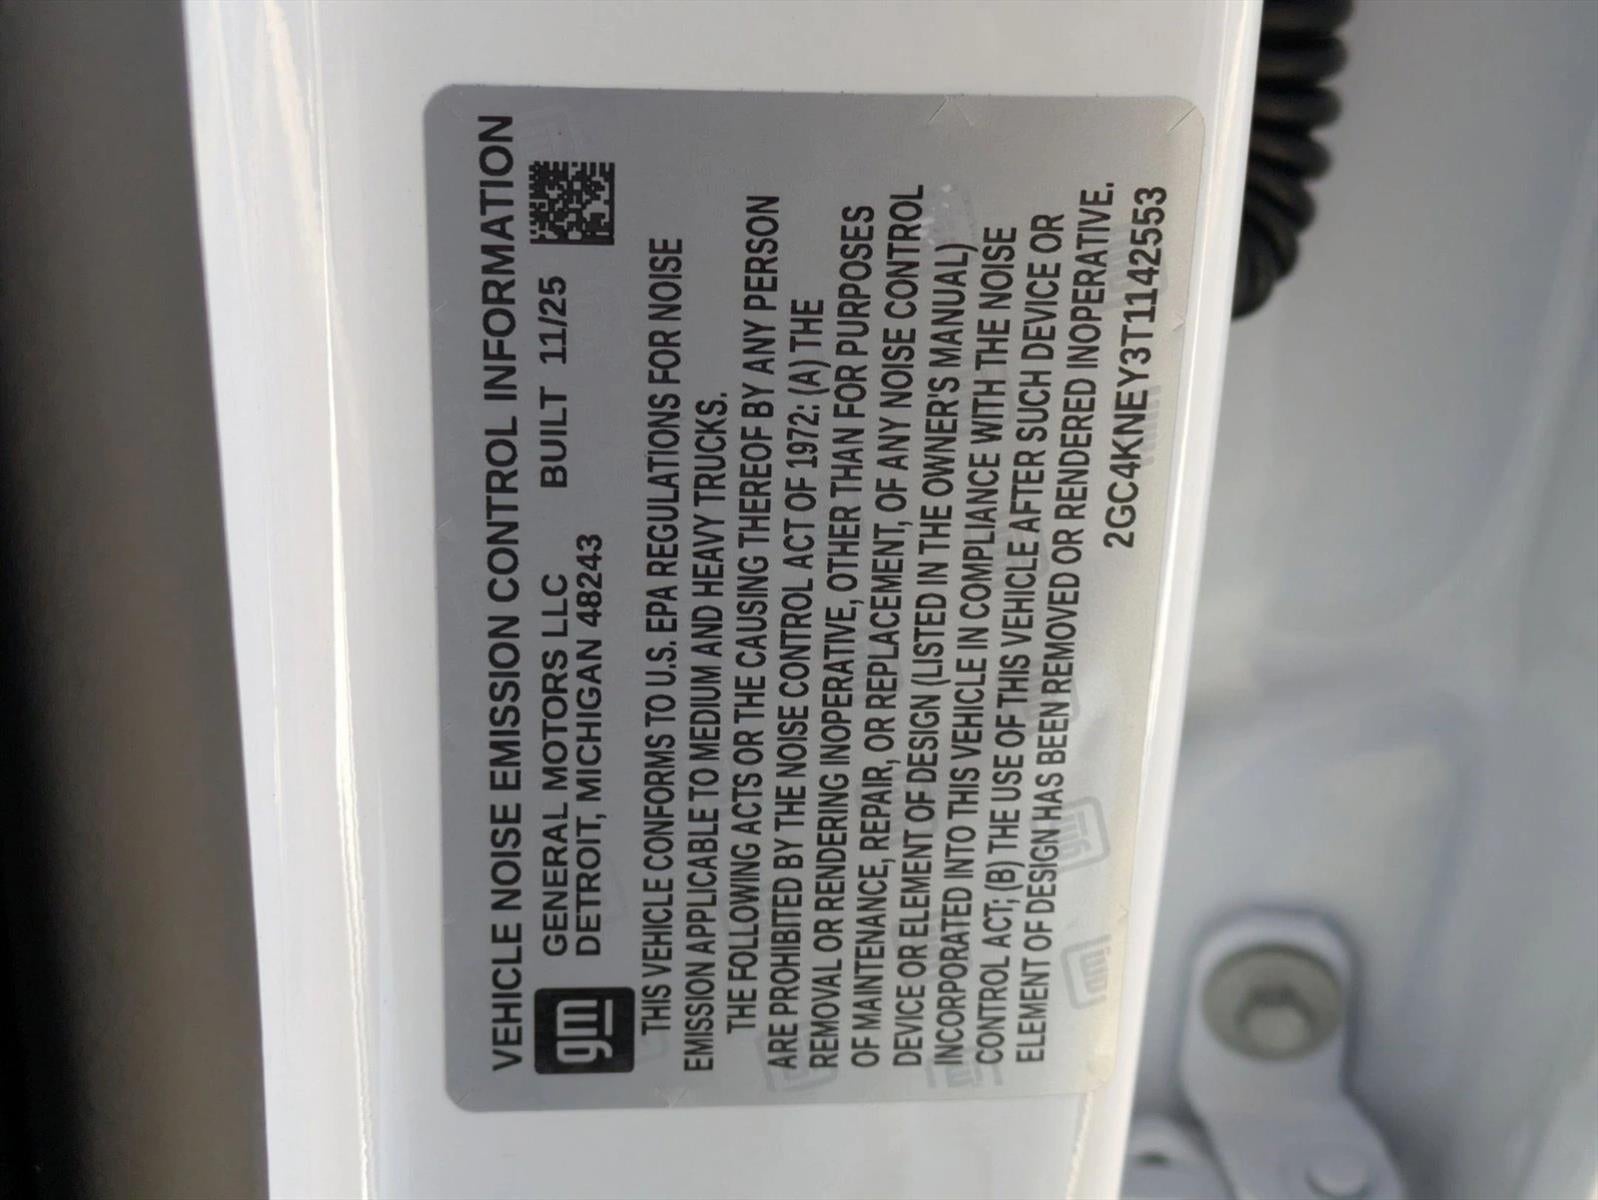 VEHICLE NOISE EMISSION CONTROL INFORMATION
gm
GENERAL MOTORS LLC BUILT 11/25
DETROIT, MICHIGAN 48243
THIS VEHICLE CONFORMS TO U.S. EPA REGULATIONS FOR NOISE
EMISSION APPLICABLE TO MEDIUM AND HEAVY TRUCKS.
THE FOLLOWING ACTS OR THE CAUSING THEREOF BY ANY PERSON
ARE PROHIBITED BY THE NOISE CONTROL ACT OF 1972: (A) THE
REMOVAL OR RENDERING INOPERATIVE, OTHER THAN FOR PURPOSES
OF MAINTENANCE, REPAIR, OR REPLACEMENT, OF ANY NOISE CONTROL
DEVICE OR ELEMENT OF DESIGN (LISTED IN THE OWNER'S MANUAL)
INCORPORATED INTO THIS VEHICLE IN COMPLIANCE WITH THE NOISE
CONTROL ACT; (B) THE USE OF THIS VEHICLE AFTER SUCH DEVICE OR
ELEMENT OF DESIGN HAS BEEN REMOVED OR RENDERED INOPERATIVE.
2GC4KNEY3T1142553